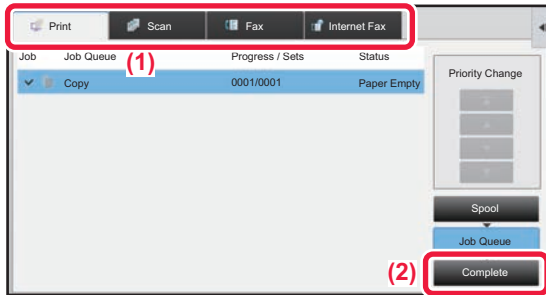 Print Scan Fax Internet Fax
Job Job Queue (1) Progress / Sets Status
Copy 0001/0001 Paper Empty
Priority Change
Spool
Job Queue
(2) Complete